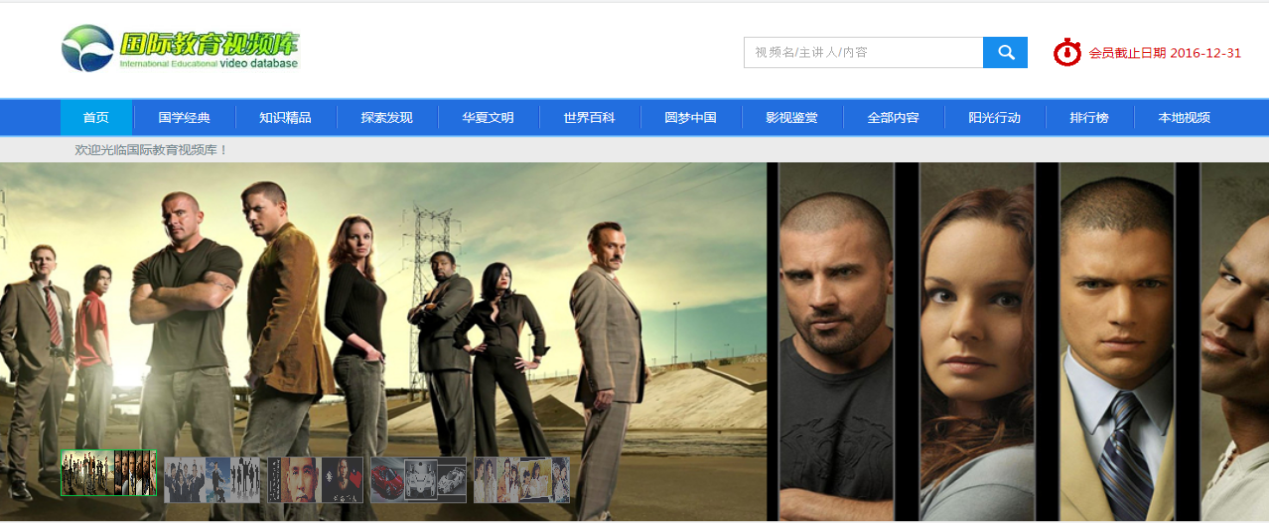 国际教育视频库
International Educational video database
视频名/主讲人/内容
会员截止日期 2016-12-31
首页 国学经典 知识精品 探索发现 华夏文明 世界百科 圆梦中国 影视鉴赏 全部内容 阳光行动 排行榜 本地视频
欢迎光临国际教育视频库！